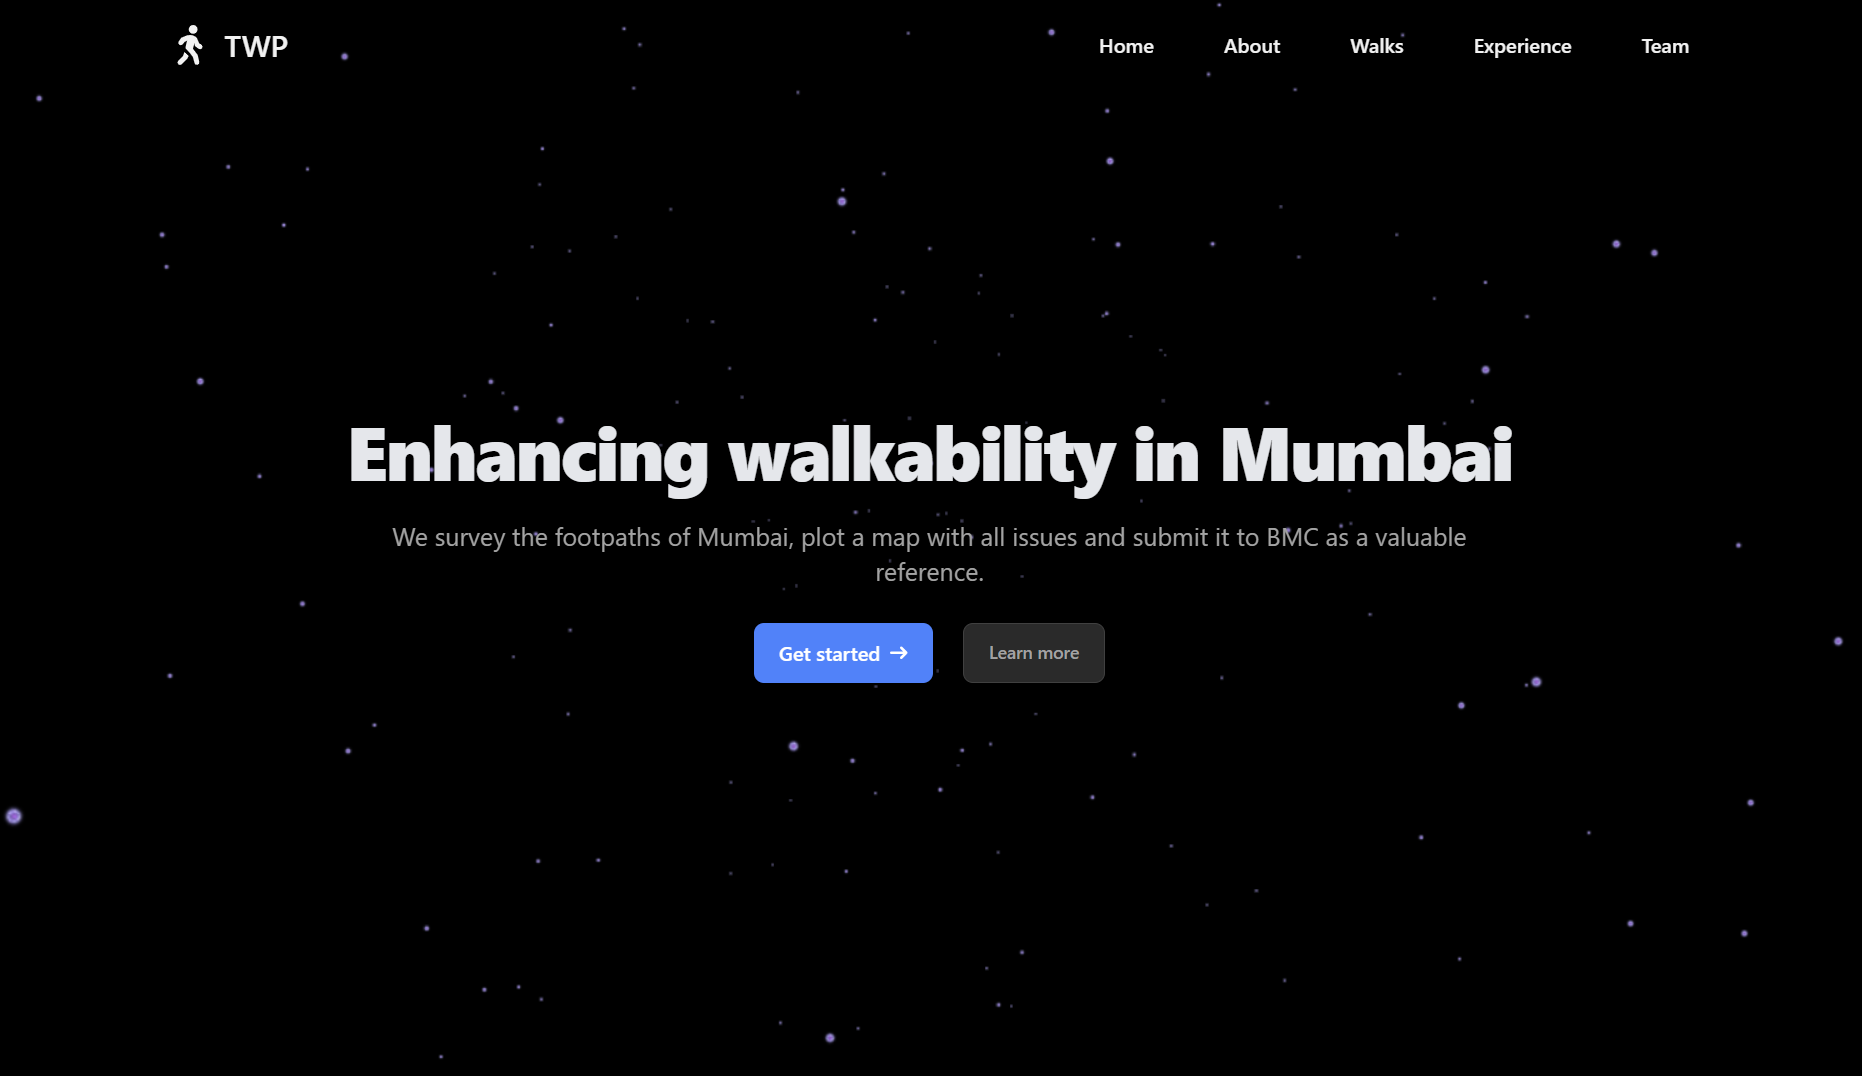 TWP
Home
About
Walks
Experience
Team
Enhancing walkability in Mumbai
We survey the footpaths of Mumbai, plot a map with all issues and submit it to BMC as a valuable
reference.
Get started →
Learn more